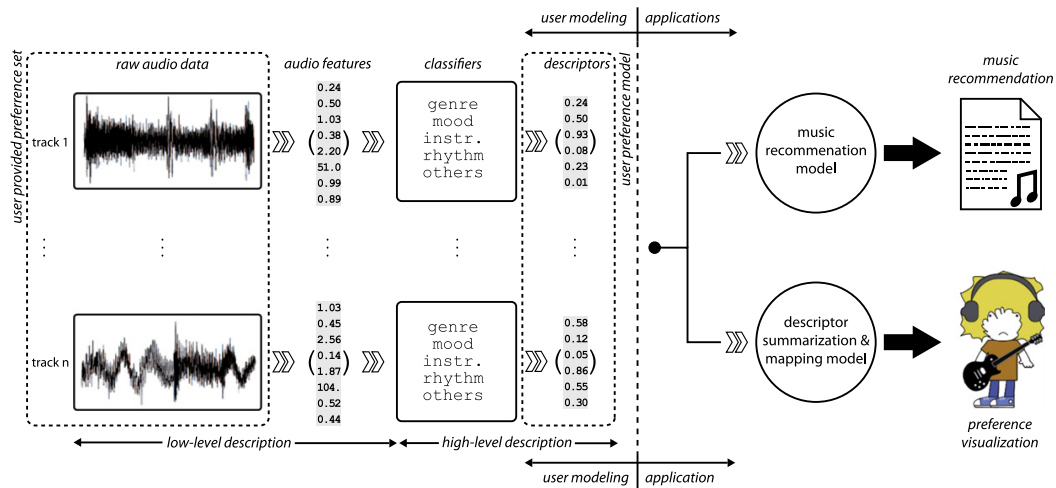 user modeling
applications
user provided preferrence set
raw audio data
audio features
classifiers
descriptors
user preference model
music
recommendation
track 1
0.24
0.50
1.03
0.38
2.20
51.0
0.99
0.89
genre
mood
instr.
rhythm
others
0.24
0.50
0.93
0.08
0.23
0.01
music
recommenation
model
track n
1.03
0.45
2.56
0.14
1.87
104.
0.52
0.44
genre
mood
instr.
rhythm
others
0.58
0.12
0.05
0.86
0.55
0.30
descriptor
summarization &
mapping model
preference
visualization
low-level description
high-level description
user modeling
application